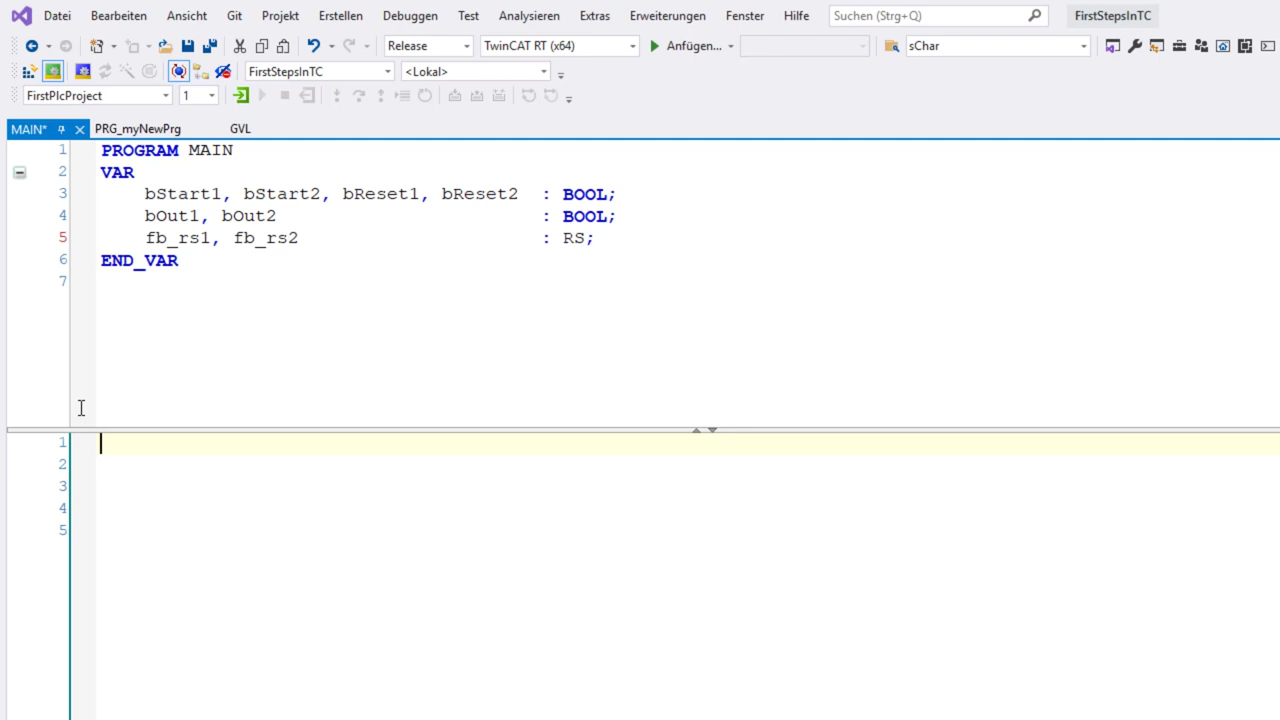 Datei Bearbeiten Ansicht Git Projekt Erstellen Debuggen Test Analysieren Extras Erweiterungen Fenster Hilfe Suchen (Strg+Q) FirstStepsInTC
Release TwinCAT RT (x64) Anfügen... sChar
FirstStepsInTC <Lokal>
FirstPlcProject 1
MAIN* PRG_myNewPrg GVL
1 PROGRAM MAIN
2 VAR
3 bStart1, bStart2, bReset1, bReset2 : BOOL;
4 bOut1, bOut2 : BOOL;
5 fb_rs1, fb_rs2 : RS;
6 END_VAR
7
1
2
3
4
5